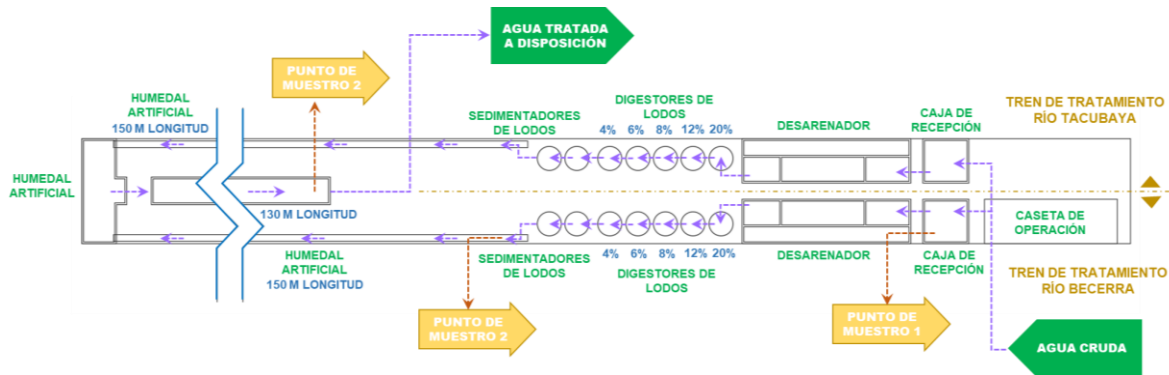 AGUA TRATADA
A DISPOSICIÓN
PUNTO DE
MUESTRO 2
HUMEDAL
ARTIFICIAL
150 M LONGITUD
SEDIMENTADORES
DE LODOS
DIGESTORES DE
LODOS
4% 6% 8% 12% 20%
DESARENADOR
CAJA DE
RECEPCIÓN
TREN DE TRATAMIENTO
RÍO TACUBAYA
HUMEDAL
ARTIFICIAL
130 M LONGITUD
CASETA DE
OPERACIÓN
HUMEDAL
ARTIFICIAL
150 M LONGITUD
SEDIMENTADORES
DE LODOS
4% 6% 8% 12% 20%
DIGESTORES DE
LODOS
DESARENADOR
CAJA DE
RECEPCIÓN
TREN DE TRATAMIENTO
RÍO BECERRA
PUNTO DE
MUESTRO 2
PUNTO DE
MUESTRO 1
AGUA CRUDA